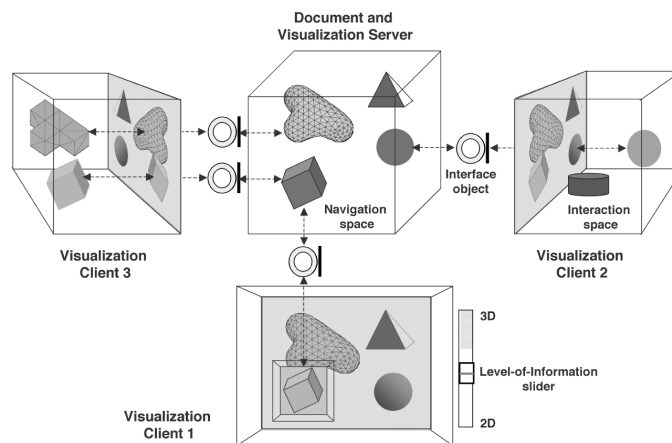 Document and
Visualization Server
Interface
object
Navigation
space
Interaction
space
Visualization
Client 3
Visualization
Client 2
3D
Level-of-Information
slider
2D
Visualization
Client 1